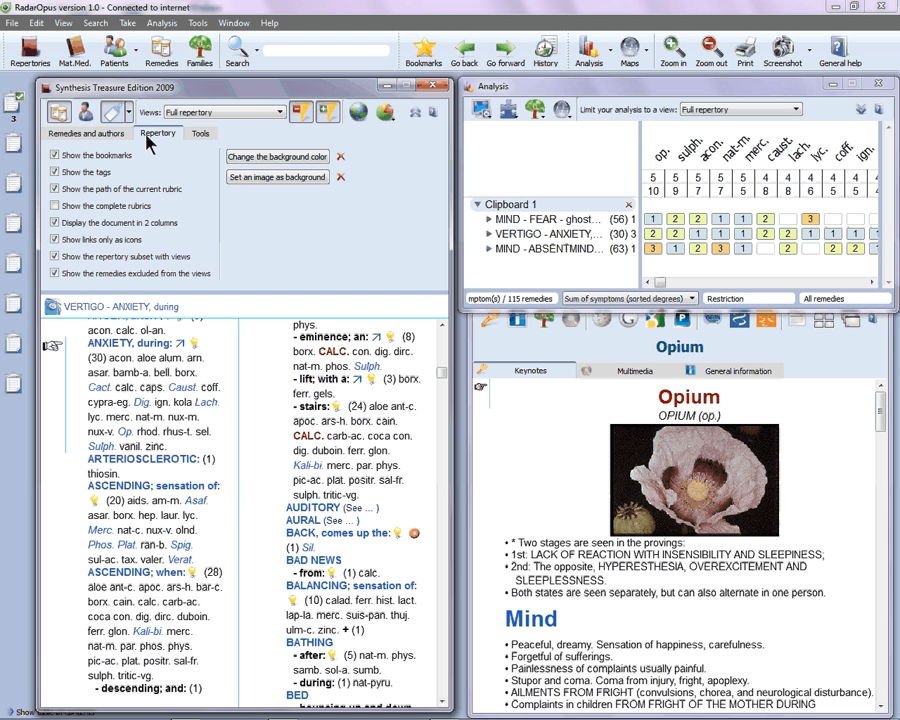 RadarOpus version 1.0 - Connected to internet
File Edit View Search Take Analysis Tools Window Help
Repertories Mat.Med. Patients Remedies Families Search Bookmarks Go back Go forward History Analysis Maps Zoom in Zoom out Print Screenshot General help
3
Synthesis Treasure Edition 2009
Views: Full repertory
Remedies and authors Repertory Tools
Show the bookmarks
Show the tags
Show the path of the current rubric
Show the complete rubrics
Display the document in 2 columns
Show links only as icons
Show the repertory subset with views
Show the remedies excluded from the views
Change the background color
Set an image as background
VERTIGO - ANXIETY, during
acon. calc. ol-an.
ANXIETY, during:
(30) acon. aloe alum. arn.
asar. bamb-a. bell. borx.
Cact. calc. caps. Caust. coff.
cypra-eg. Dig. ign. kola Lach.
lyc. merc. nat-m. nux-m.
nux-v. Op. rhod. rhus-t. sel.
Sulph. vanil. zinc.
ARTERIOSCLEROTIC: (1)
thiosin.
ASCENDING; sensation of:
(20) aids. am-m. Asaf.
asar. borx. hep. laur. lyc.
Merc. nat-c. nux-v. olnd.
Phos. Plat. ran-b. Spig.
sul-ac. tax. valer. Verat.
ASCENDING; when: (28)
aloe ant-c. apoc. ars-h. bar-c.
borx. cain. calc. carb-ac.
coca con. dig. dirc. duboin.
ferr. glon. Kali-bi. merc.
nat-m. par. phos. phys.
pic-ac. plat. positr. sal-fr.
sulph. tritic-vg.
- descending; and: (1)
phys.
- eminence; an: (8)
borx. CALC. con. dig. dirc.
nat-m. phos. Sulph.
- lift; with a: (3) borx.
ferr. gels.
- stairs: (24) aloe ant-c.
apoc. ars-h. borx. cain.
CALC. carb-ac. coca con.
dig. duboin. ferr. glon.
Kali-bi. merc. par. phys.
pic-ac. plat. positr. sal-fr.
sulph. tritic-vg.
AUDITORY (See ... )
AURAL (See ... )
BACK, comes up the:
(1) Sil.
BAD NEWS
- from: (1) calc.
BALANCING; sensation of:
(10) calad. ferr. hist. lact.
lap-la. merc. suis-pan. thuj.
ulm-c. zinc. + (1)
BATHING
- after: (5) nat-m. phys.
samb. sol-a. sumb.
- during: (1) nat-pyru.
BED
Analysis
Limit your analysis to a view: Full repertory
op. sulph. acon. nat-m. merc. caust. lach. lyc. coff. ign.
5 5 5 5 5 4 4 4 4 4
10 9 7 7 5 8 8 6 5 5
Clipboard 1
MIND - FEAR - ghost... (56) 1 1 2 2 1 1 2 3
VERTIGO - ANXIETY,... (30) 3 2 2 1 1 1 2 2 1 1 1
MIND - ABSENTMIND... (63) 1 3 1 2 3 1 2 2 2
mptom(s) / 115 remedies Sum of symptoms (sorted degrees) Restriction All remedies
Opium
Keynotes Multimedia General information
Opium
OPIUM (op.)
• * Two stages are seen in the provings:
• 1st: LACK OF REACTION WITH INSENSIBILITY AND SLEEPINESS;
• 2nd: The opposite, HYPERESTHESIA, OVEREXCITEMENT AND
SLEEPLESSNESS.
• Both states are seen separately, but can also alternate in one person.
Mind
• Peaceful, dreamy. Sensation of happiness, carefulness.
• Forgetful of sufferings.
• Painlessness of complaints usually painful.
• Stupor and coma. Coma from injury, fright, apoplexy.
• AILMENTS FROM FRIGHT (convulsions, chorea, and neurological disturbance).
• Complaints in children FROM FRIGHT OF THE MOTHER DURING